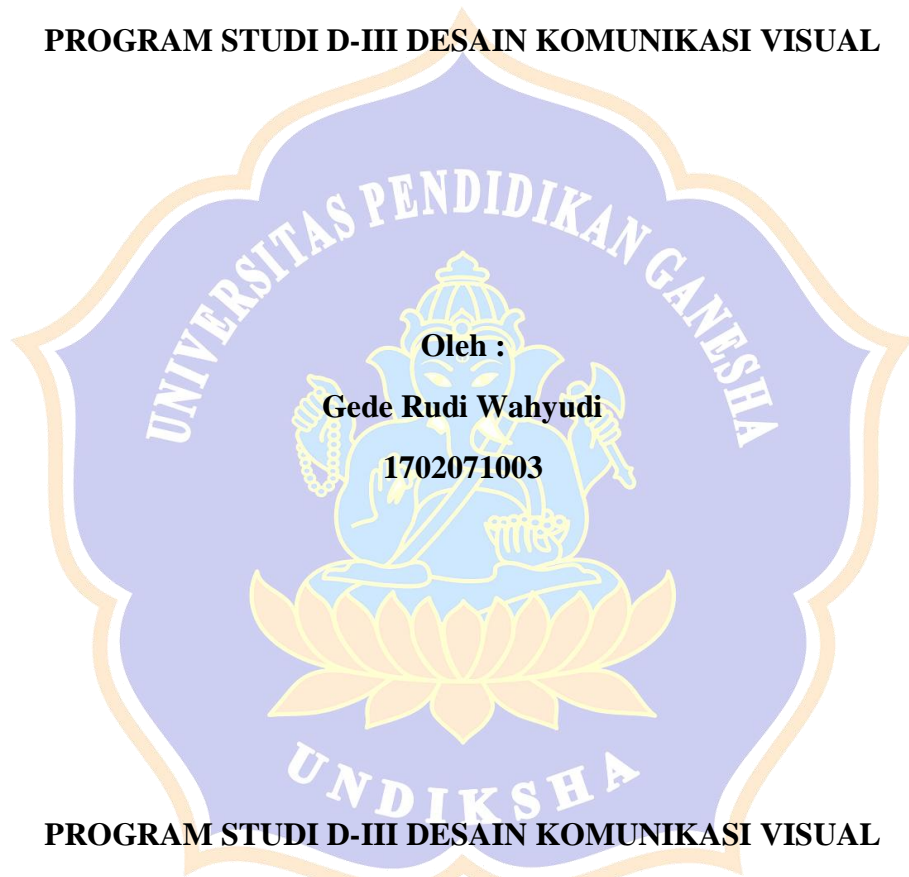 PROGRAM STUDI D-III DESAIN KOMUNIKASI VISUAL
UNIVERSITAS PENDIDIKAN GANESHA
Oleh :
Gede Rudi Wahyudi
1702071003
UNDIKSHA
PROGRAM STUDI D-III DESAIN KOMUNIKASI VISUAL